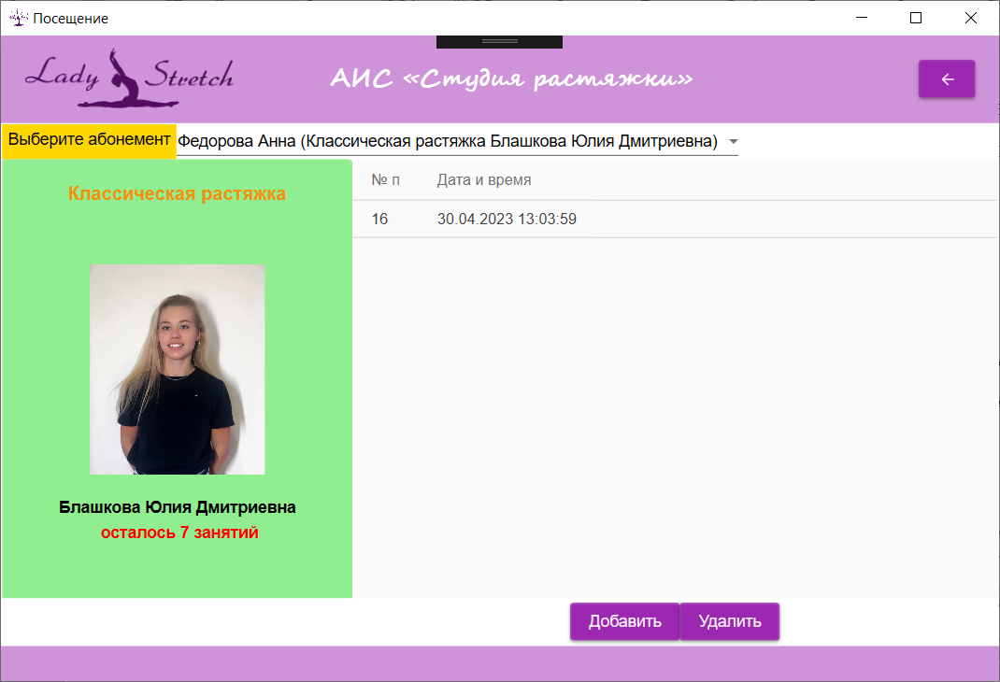 Посещение
Lady Stretch
АИС «Студия растяжки»
Выберите абонемент
Федорова Анна (Классическая растяжка Блашкова Юлия Дмитриевна)
Классическая растяжка
№ п Дата и время
16 30.04.2023 13:03:59
Блашкова Юлия Дмитриевна
осталось 7 занятий
Добавить Удалить